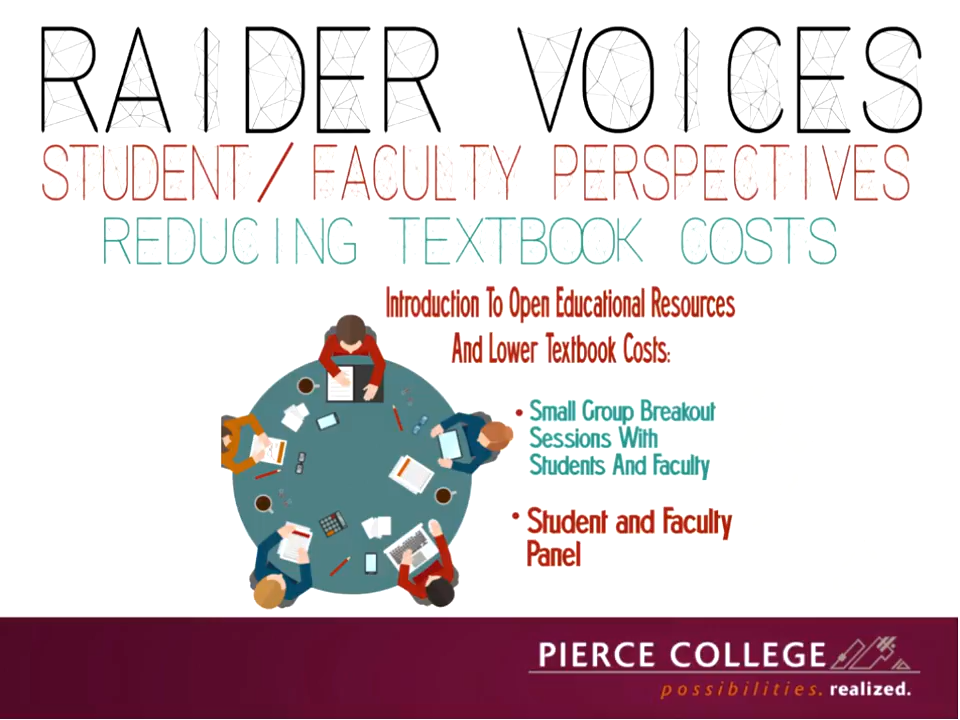 RAIDER VOICES
STUDENT/FACULTY PERSPECTIVES
REDUCING TEXTBOOK COSTS
Introduction To Open Educational Resources
And Lower Textbook Costs:
• Small Group Breakout
Sessions With
Students And Faculty
• Student and Faculty
Panel
PIERCE COLLEGE
possibilities. realized.